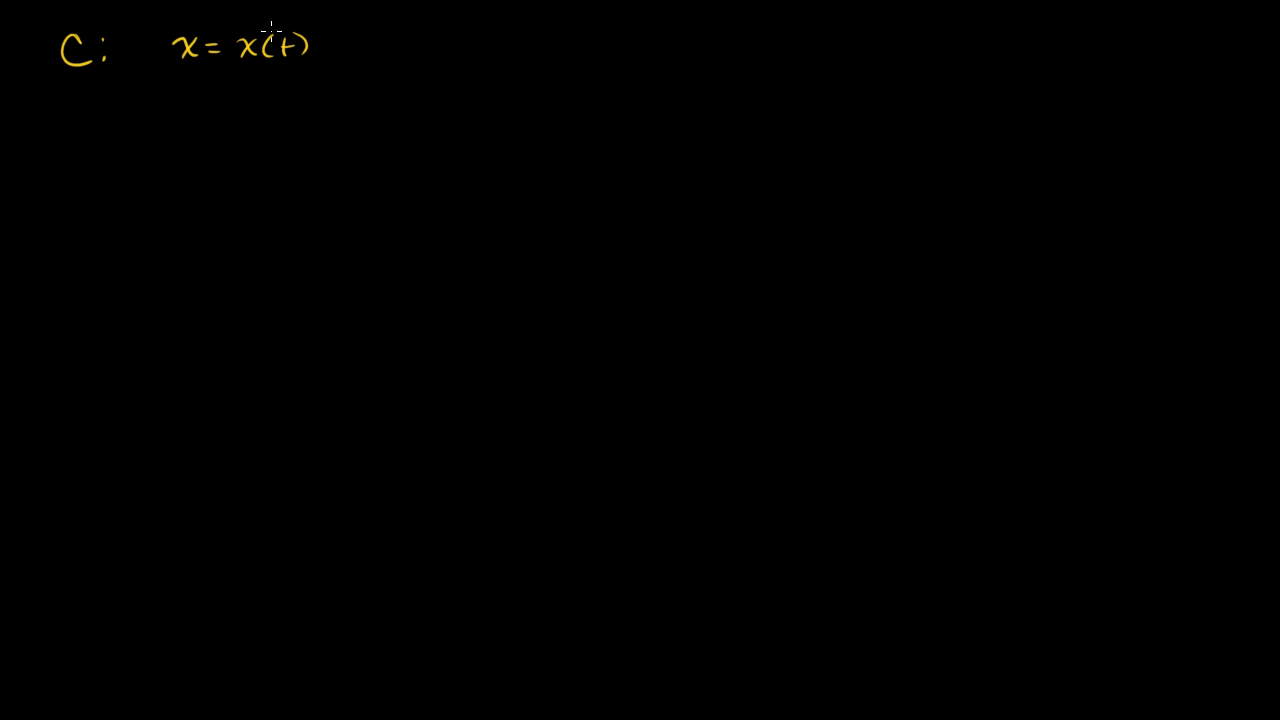 C: x = x(t)